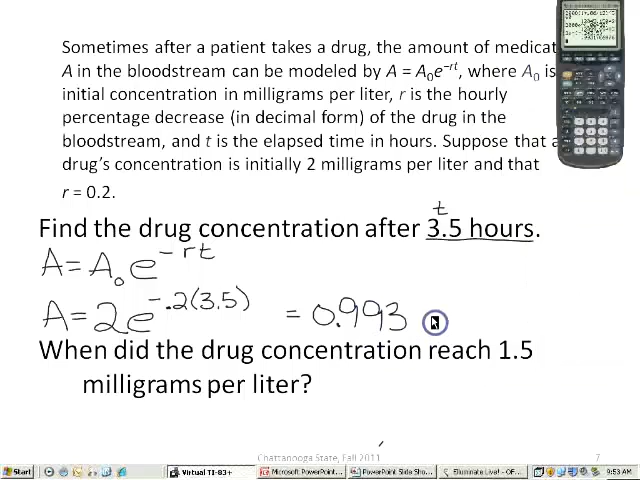 Sometimes after a patient takes a drug, the amount of medicat
A in the bloodstream can be modeled by A = A₀e⁻ʳᵗ, where A₀ is
initial concentration in milligrams per liter, r is the hourly
percentage decrease (in decimal form) of the drug in the
bloodstream, and t is the elapsed time in hours. Suppose that a
drug's concentration is initially 2 milligrams per liter and that
r = 0.2.
t
Find the drug concentration after 3.5 hours.
A = A₀ e^-rt
A = 2e^-.2(3.5) = 0.993
When did the drug concentration reach 1.5
milligrams per liter?
Chattanooga State, Fall 2011 7
Start Virtual TI-83+ Microsoft PowerPoint ... PowerPoint Slide Sho... Elluminate Live! - OF... 9:53 AM